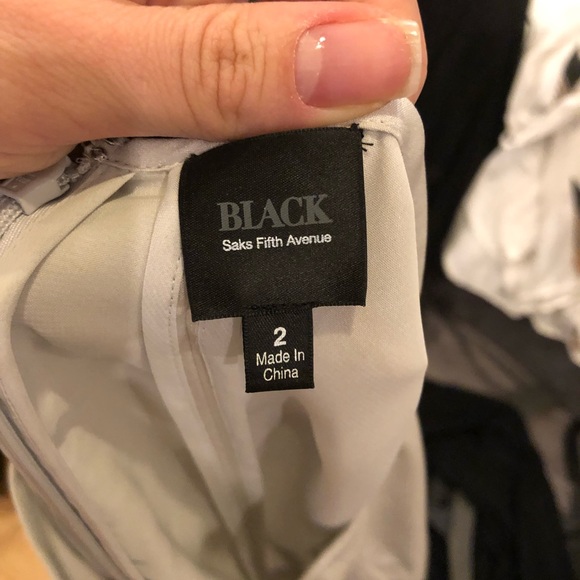 BLACK
Saks Fifth Avenue
2
Made In
China